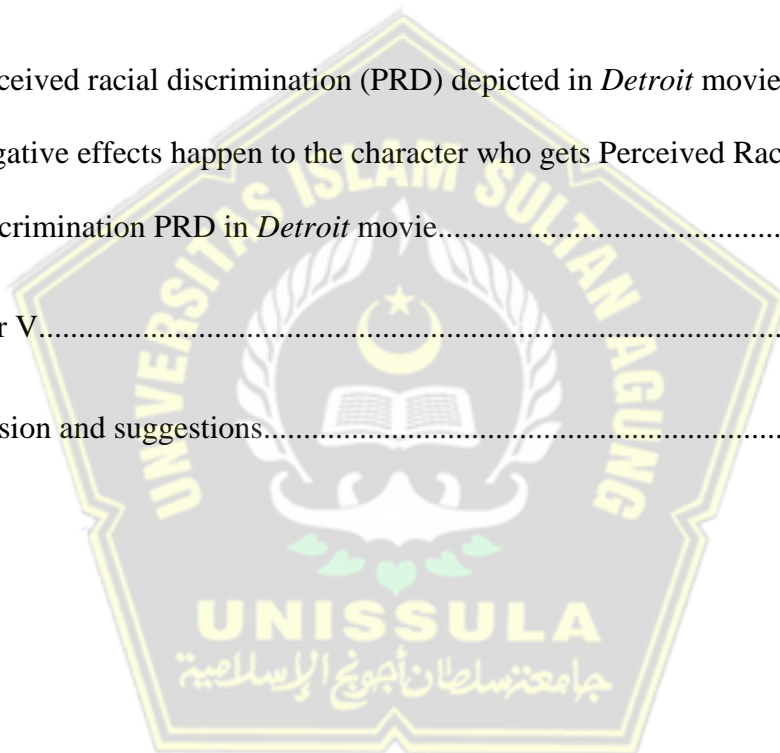 ceived racial discrimination (PRD) depicted in Detroit movie
gative effects happen to the character who gets Perceived Rac
crimination PRD in Detroit movie..........................................
r V.....................................................................................................
sion and suggestions..............................................................
UNIVERSITAS ISLAM SULTAN AGUNG
UNISSULA
جامعة سلطان أجونج الإسلامية